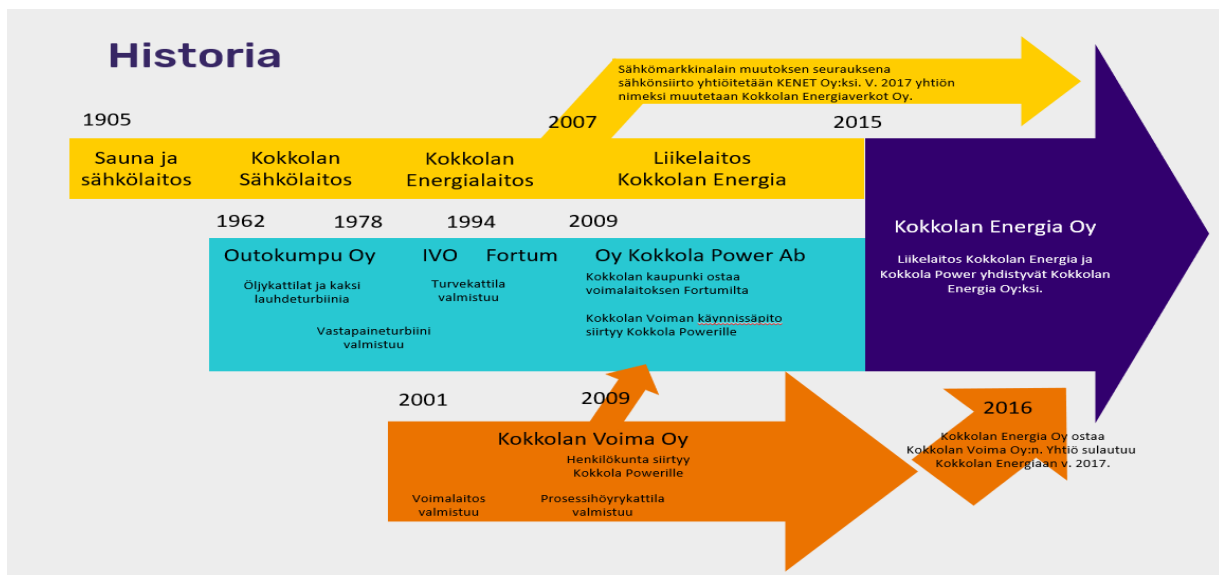 Historia
Sähkömarkkinalain muutoksen seurauksena
sähkönsiirto yhtiöitetään KENET Oy:ksi. V. 2017 yhtiön
nimeksi muutetaan Kokkolan Energiaverkot Oy.
1905
2007
2015
Sauna ja
sähkölaitos
Kokkolan
Sähkölaitos
Kokkolan
Energialaitos
Liikelaitos
Kokkolan Energia
1962
1978
1994
2009
Outokumpu Oy
IVO
Fortum
Oy Kokkola Power Ab
Öljykattilat ja kaksi
lauhdeturbiinia
Turvekattila
valmistuu
Kokkolan kaupunki ostaa
voimalaitoksen Fortumilta
Vastapaineturbiini
valmistuu
Kokkolan Voiman käynnissäpito
siirtyy Kokkola Powerille
Kokkolan Energia Oy
Liikelaitos Kokkolan Energia ja
Kokkola Power yhdistyvät Kokkolan
Energia Oy:ksi.
2001
2009
Kokkolan Voima Oy
Henkilökunta siirtyy
Kokkola Powerille
Voimalaitos
valmistuu
Prosessihöyrykattila
valmistuu
2016
Kokkolan Energia Oy ostaa
Kokkolan Voima Oy:n. Yhtiö sulautuu
Kokkolan Energiaan v. 2017.